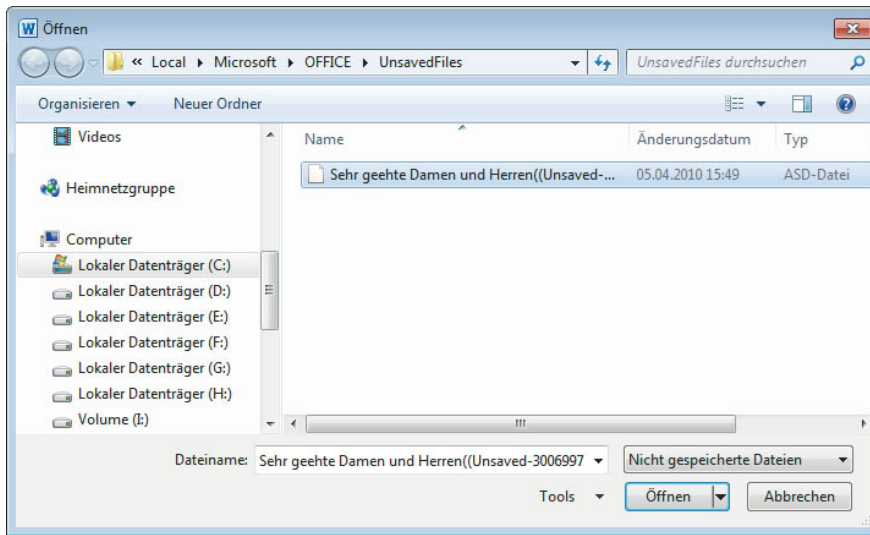 Öffnen
« Local ▸ Microsoft ▸ OFFICE ▸ UnsavedFiles
UnsavedFiles durchsuchen
Organisieren
Neuer Ordner
Videos
Heimnetzgruppe
Computer
Lokaler Datenträger (C:)
Lokaler Datenträger (D:)
Lokaler Datenträger (E:)
Lokaler Datenträger (F:)
Lokaler Datenträger (G:)
Lokaler Datenträger (H:)
Volume (I:)
Name Änderungsdatum Typ
Sehr geehte Damen und Herren((Unsaved-... 05.04.2010 15:49 ASD-Datei
Dateiname: Sehr geehte Damen und Herren((Unsaved-3006997
Nicht gespeicherte Dateien
Tools Öffnen Abbrechen